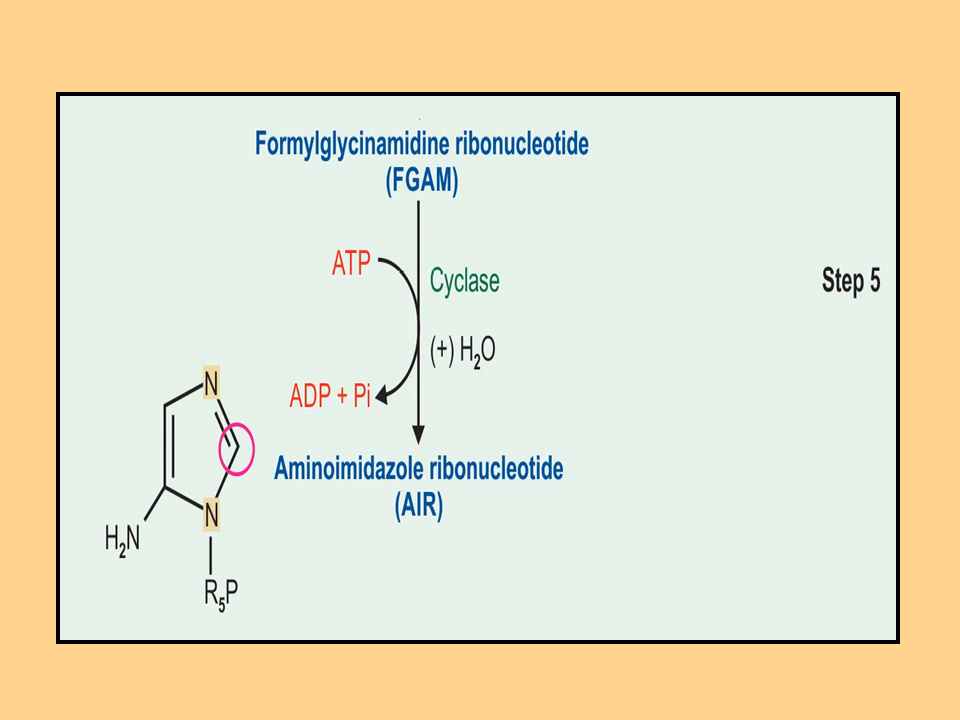 Formylglycinamidine ribonucleotide
(FGAM)
ATP
Cyclase
Step 5
(+) H₂O
ADP + Pi
N
Aminoimidazole ribonucleotide
(AIR)
N
H₂N
R₅P